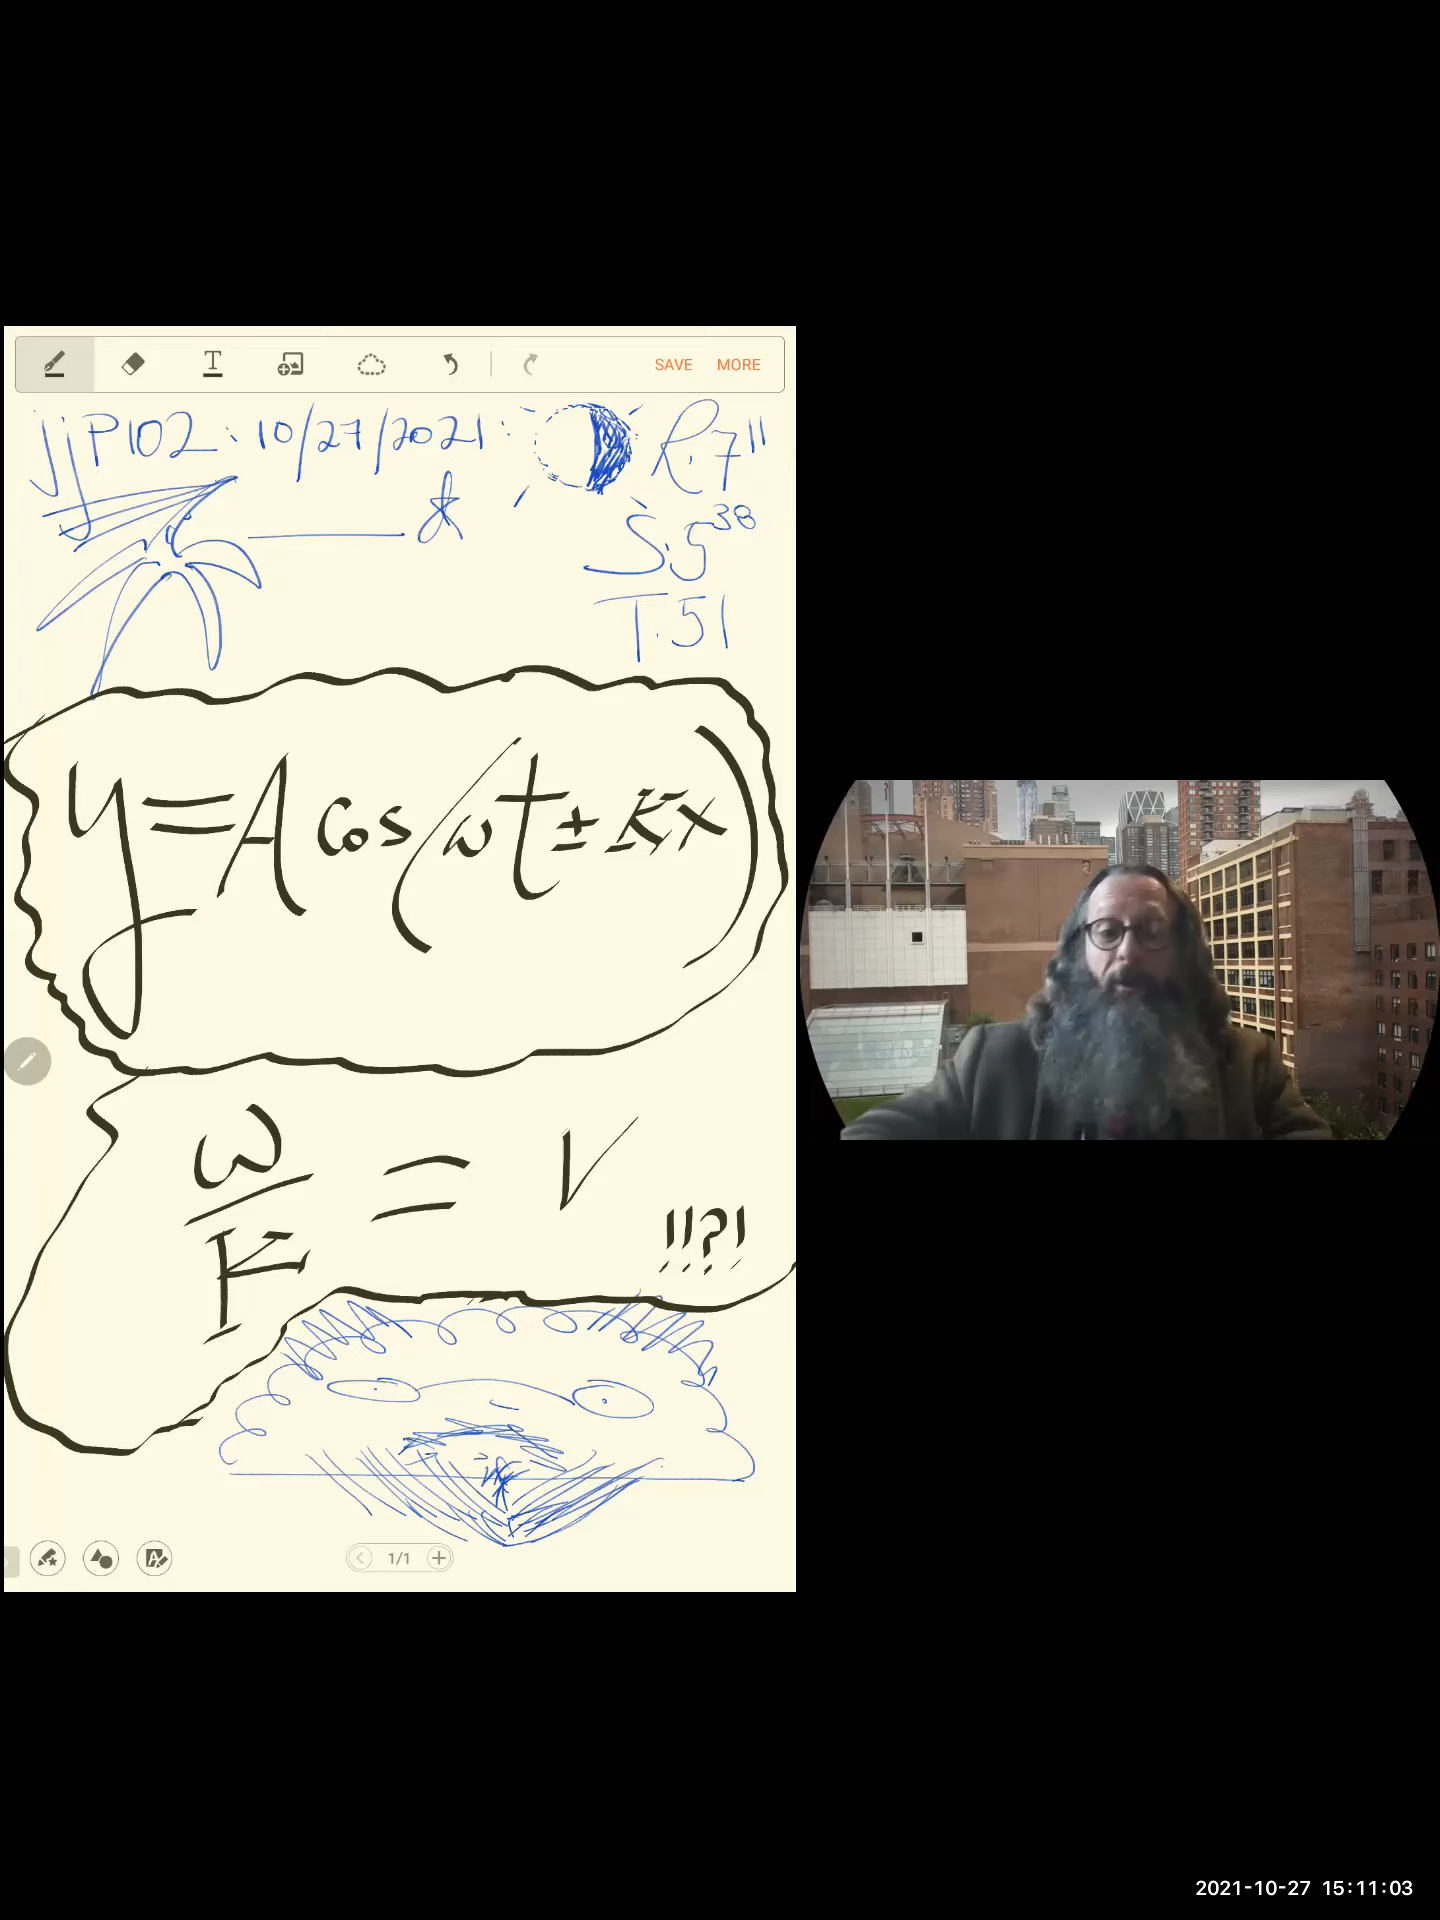 T SAVE MORE
jjP102: 10/27/2021: R.7¹¹
S.5³⁸
T.51
y=A cos(ωt±kx)
ω/k = v
!!?!
1/1
A
2021-10-27 15:11:03